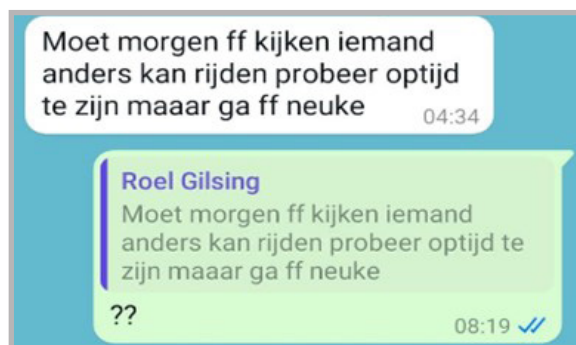 Moet morgen ff kijken iemand
anders kan rijden probeer optijd
te zijn maaar ga ff neuke
04:34
Roel Gilsing
Moet morgen ff kijken iemand
anders kan rijden probeer optijd te
zijn maaar ga ff neuke
??
08:19